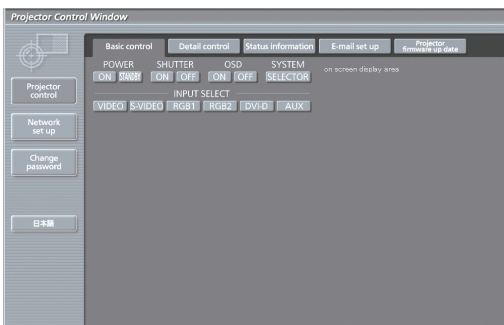 Projector Control Window
Basic control Detail control Status information E-mail set up Projector firmware up date
POWER SHUTTER OSD SYSTEM
ON STANDBY ON OFF ON OFF SELECTOR
on screen display area
INPUT SELECT
VIDEO S-VIDEO RGB1 RGB2 DVI-D AUX
Projector
control
Network
set up
Change
password
日本語